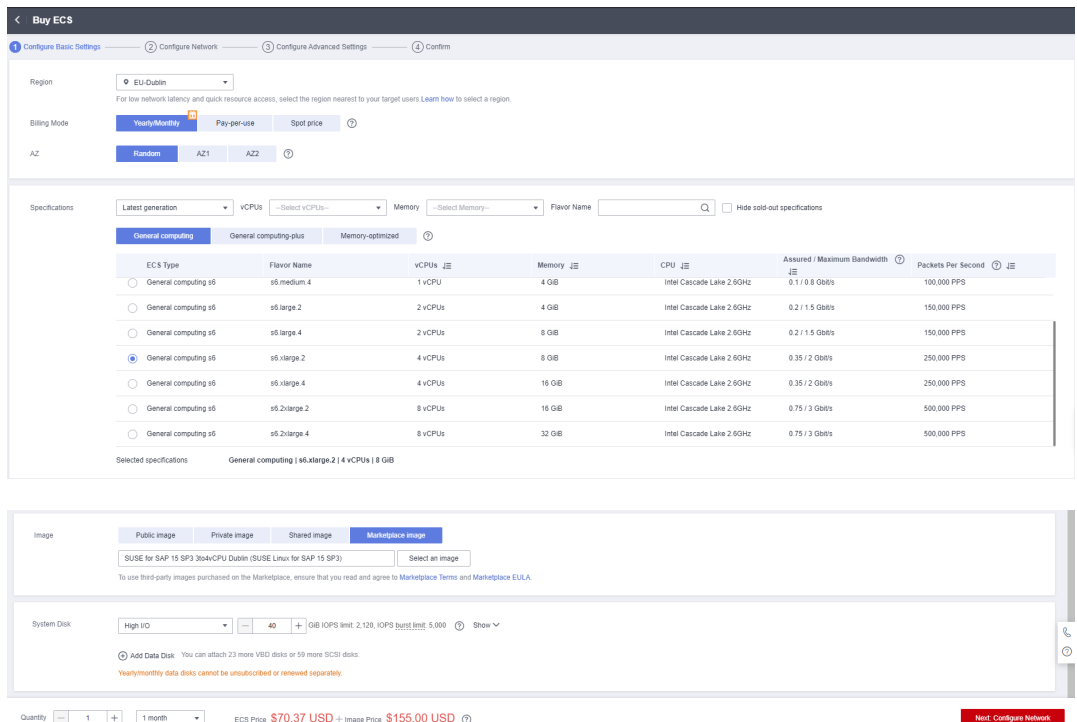 Buy ECS
1 Configure Basic Settings 2 Configure Network 3 Configure Advanced Settings 4 Confirm
Region EU-Dublin
For low network latency and quick resource access, select the region nearest to your target users.Learn how to select a region.
Billing Mode Yearly/Monthly Pay-per-use Spot price
AZ Random AZ1 AZ2
Specifications Latest generation vCPUs --Select vCPUs-- Memory --Select Memory-- Flavor Name Hide sold-out specifications
General computing General computing-plus Memory-optimized
ECS Type Flavor Name vCPUs Memory CPU Assured / Maximum Bandwidth Packets Per Second
General computing s6 s6.medium.4 1 vCPU 4 GiB Intel Cascade Lake 2.6GHz 0.1 / 0.8 Gbit/s 100,000 PPS
General computing s6 s6.large.2 2 vCPUs 4 GiB Intel Cascade Lake 2.6GHz 0.2 / 1.5 Gbit/s 150,000 PPS
General computing s6 s6.large.4 2 vCPUs 8 GiB Intel Cascade Lake 2.6GHz 0.2 / 1.5 Gbit/s 150,000 PPS
General computing s6 s6.xlarge.2 4 vCPUs 8 GiB Intel Cascade Lake 2.6GHz 0.35 / 2 Gbit/s 250,000 PPS
General computing s6 s6.xlarge.4 4 vCPUs 16 GiB Intel Cascade Lake 2.6GHz 0.35 / 2 Gbit/s 250,000 PPS
General computing s6 s6.2xlarge.2 8 vCPUs 16 GiB Intel Cascade Lake 2.6GHz 0.75 / 3 Gbit/s 500,000 PPS
General computing s6 s6.2xlarge.4 8 vCPUs 32 GiB Intel Cascade Lake 2.6GHz 0.75 / 3 Gbit/s 500,000 PPS
Selected specifications General computing | s6.xlarge.2 | 4 vCPUs | 8 GiB
Image Public image Private image Shared image Marketplace image
SUSE for SAP 15 SP3 3to4vCPU Dublin (SUSE Linux for SAP 15 SP3) Select an image
To use third-party images purchased on the Marketplace, ensure that you read and agree to Marketplace Terms and Marketplace EULA.
System Disk High I/O 40 GiB IOPS limit: 2,120, IOPS burst limit: 5,000 Show
Add Data Disk You can attach 23 more VBD disks or 59 more SCSI disks.
Yearly/monthly data disks cannot be unsubscribed or renewed separately.
Quantity 1 1 month ECS Price $70.37 USD + Image Price $155.00 USD Next: Configure Network